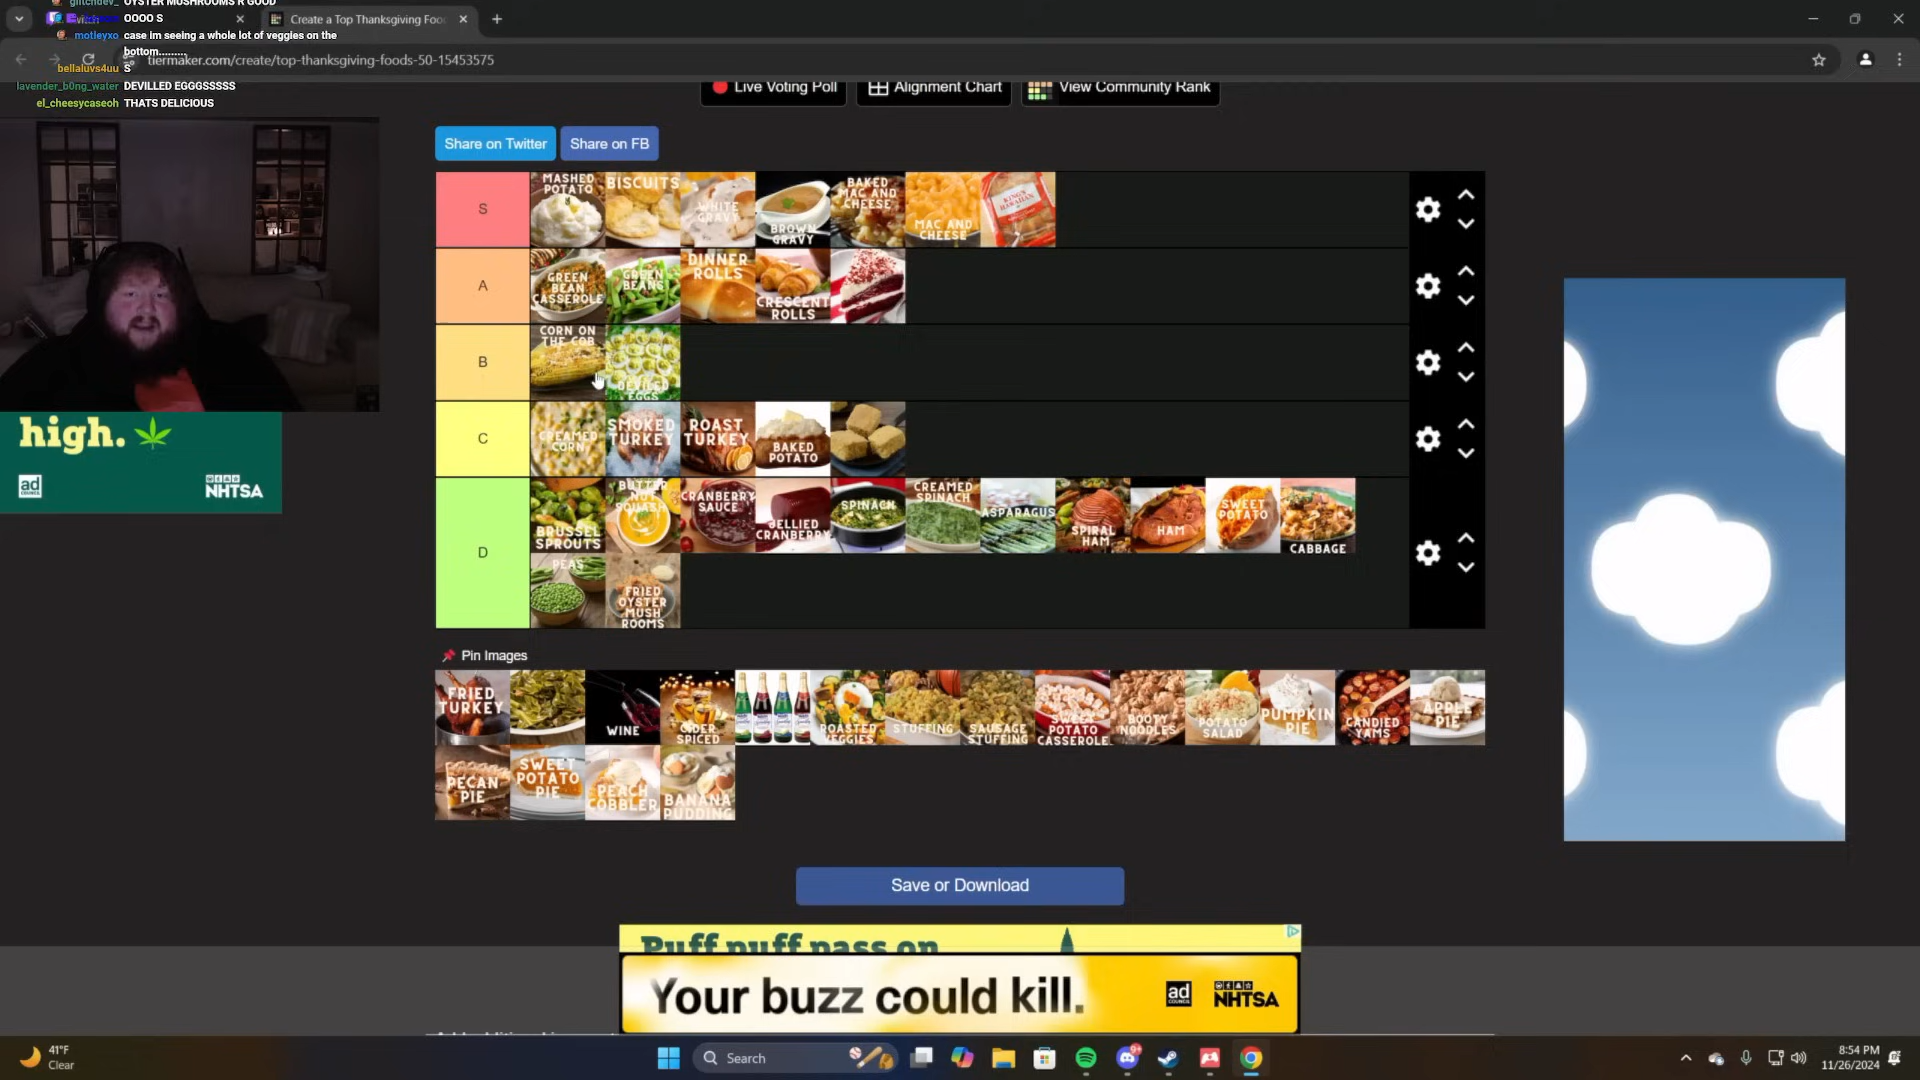 glitchdev_ OYSTER MUSHROOMS R GOOD
OOOO S
motleyxo case im seeing a whole lot of veggies on the
bottom.........
bellaluvs4uu S
lavender_b0ng_water DEVILLED EGGGSSSSS
el_cheesycaseoh THATS DELICIOUS
Create a Top Thanksgiving Foo
tiermaker.com/create/top-thanksgiving-foods-50-15453575
Live Voting Poll
Alignment Chart
View Community Rank
Share on Twitter
Share on FB
S
MASHED
POTATO
BISCUITS
WHITE
GRAVY
BROWN
GRAVY
BAKED
MAC AND
CHEESE
MAC AND
CHEESE
KING'S
HAWAIIAN
A
GREEN
BEAN
CASSEROLE
GREEN
BEANS
DINNER
ROLLS
CRESCENT
ROLLS
B
CORN ON
THE COB
DEVILED
EGGS
C
CREAMED
CORN
SMOKED
TURKEY
ROAST
TURKEY
BAKED
POTATO
D
BRUSSEL
SPROUTS
BUTTER
NUT
SQUASH
CRANBERRY
SAUCE
JELLIED
CRANBERRY
SPINACH
CREAMED
SPINACH
ASPARAGUS
SPIRAL
HAM
HAM
SWEET
POTATO
CABBAGE
PEAS
FRIED
OYSTER
MUSH
ROOMS
high.
ad
COUNCIL
NHTSA
Pin Images
FRIED
TURKEY
WINE
CIDER
SPICED
ROASTED
VEGGIES
STUFFING
SAUSAGE
STUFFING
SWEET
POTATO
CASSEROLE
BOOTY
NOODLES
POTATO
SALAD
PUMPKIN
PIE
CANDIED
YAMS
APPLE
PIE
PECAN
PIE
SWEET
POTATO
PIE
PEACH
COBBLER
BANANA
PUDDING
Save or Download
Puff puff pass on
Your buzz could kill.
ad
COUNCIL
NHTSA
41°F
Clear
Search
8:54 PM
11/26/2024